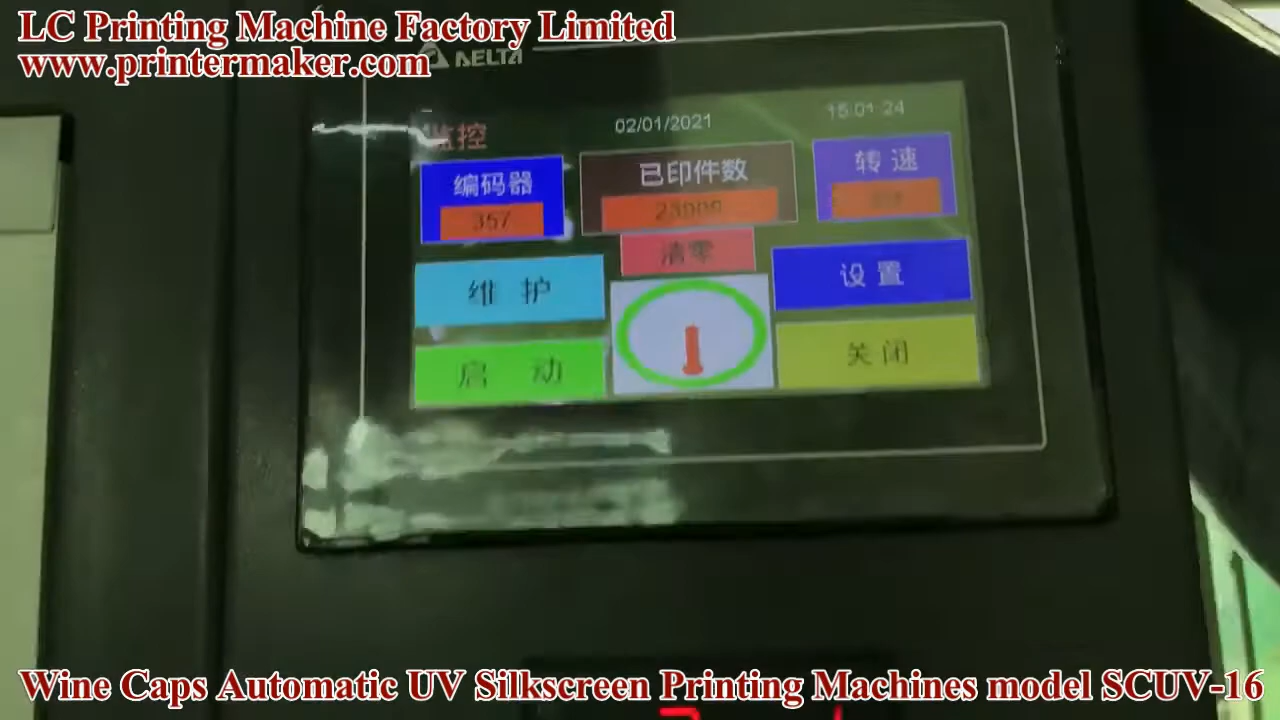 LC Printing Machine Factory Limited
www.printermaker.com
DELTA
监控
02/01/2021
15:01:24
编码器
357
已印件数
转速
清零
维护
设置
启动
关闭
Wine Caps Automatic UV Silkscreen Printing Machines model SCUV-16